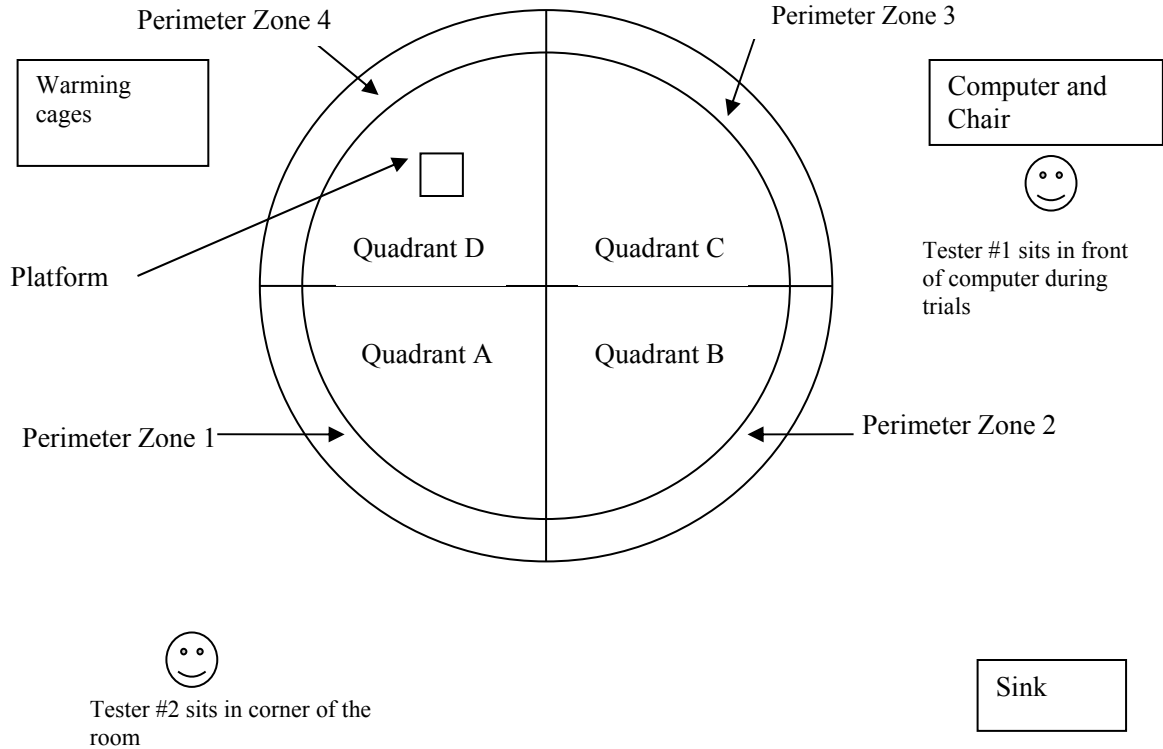 Perimeter Zone 4
Perimeter Zone 3
Warming
cages
Computer and
Chair
Platform
Quadrant D
Quadrant C
Tester #1 sits in front
of computer during
trials
Quadrant A
Quadrant B
Perimeter Zone 1
Perimeter Zone 2
Tester #2 sits in corner of the
room
Sink